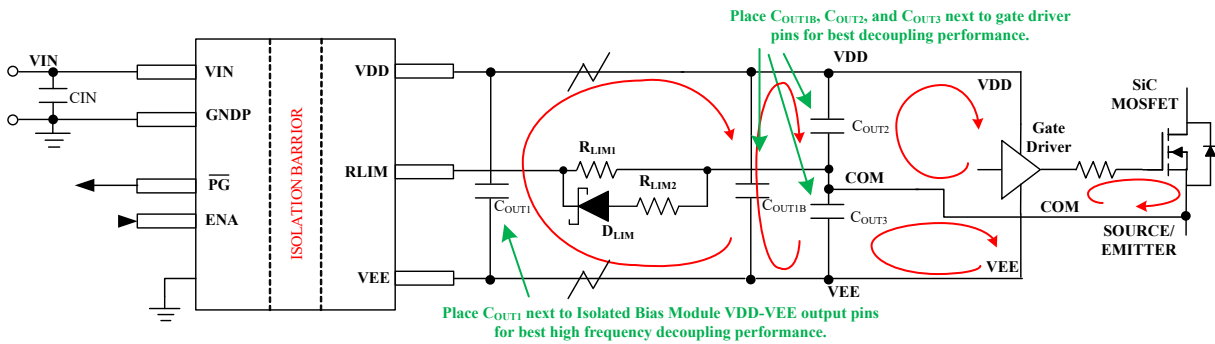 Place COUT1B, COUT2, and COUT3 next to gate driver
pins for best decoupling performance.
VIN
VIN
CIN
GNDP
PG
ENA
ISOLATION BARRIER
VDD
RLIM
VEE
COUT1
RLIM1
RLIM2
DLIM
COUT1B
VDD
COUT2
COM
COUT3
VEE
VDD
Gate
Driver
SiC
MOSFET
COM
SOURCE/
EMITTER
VEE
Place COUT1 next to Isolated Bias Module VDD-VEE output pins
for best high frequency decoupling performance.